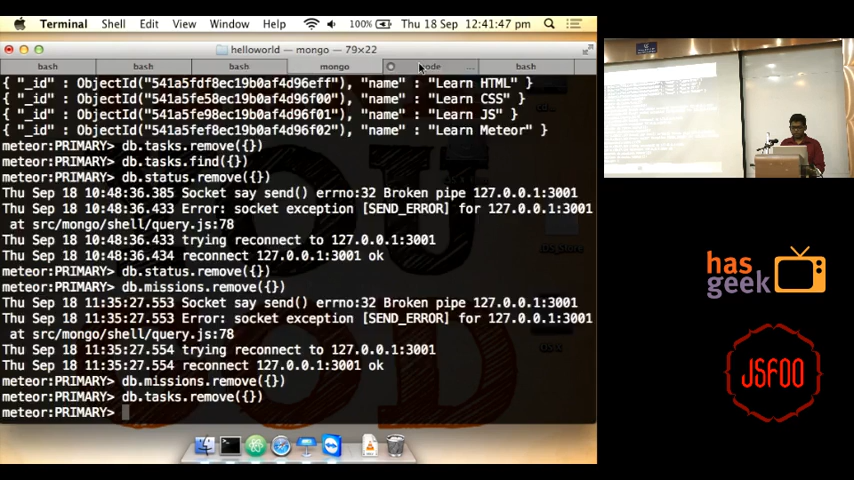 Terminal Shell Edit View Window Help 100% Thu 18 Sep 12:41:47 pm
helloworld — mongo — 79×22
bash bash bash mongo node ... bash
{ "_id" : ObjectId("541a5fdf8ec19b0af4d96eff"), "name" : "Learn HTML" }
{ "_id" : ObjectId("541a5fe58ec19b0af4d96f00"), "name" : "Learn CSS" }
{ "_id" : ObjectId("541a5fe98ec19b0af4d96f01"), "name" : "Learn JS" }
{ "_id" : ObjectId("541a5fef8ec19b0af4d96f02"), "name" : "Learn Meteor" }
meteor:PRIMARY> db.tasks.remove({})
meteor:PRIMARY> db.tasks.find({})
meteor:PRIMARY> db.status.remove({})
Thu Sep 18 10:48:36.385 Socket say send() errno:32 Broken pipe 127.0.0.1:3001
Thu Sep 18 10:48:36.433 Error: socket exception [SEND_ERROR] for 127.0.0.1:3001
at src/mongo/shell/query.js:78
Thu Sep 18 10:48:36.433 trying reconnect to 127.0.0.1:3001
Thu Sep 18 10:48:36.434 reconnect 127.0.0.1:3001 ok
meteor:PRIMARY> db.status.remove({})
meteor:PRIMARY> db.missions.remove({})
Thu Sep 18 11:35:27.553 Socket say send() errno:32 Broken pipe 127.0.0.1:3001
Thu Sep 18 11:35:27.553 Error: socket exception [SEND_ERROR] for 127.0.0.1:3001
at src/mongo/shell/query.js:78
Thu Sep 18 11:35:27.554 trying reconnect to 127.0.0.1:3001
Thu Sep 18 11:35:27.554 reconnect 127.0.0.1:3001 ok
meteor:PRIMARY> db.missions.remove({})
meteor:PRIMARY> db.tasks.remove({})
meteor:PRIMARY>
has
geek
JSFOO